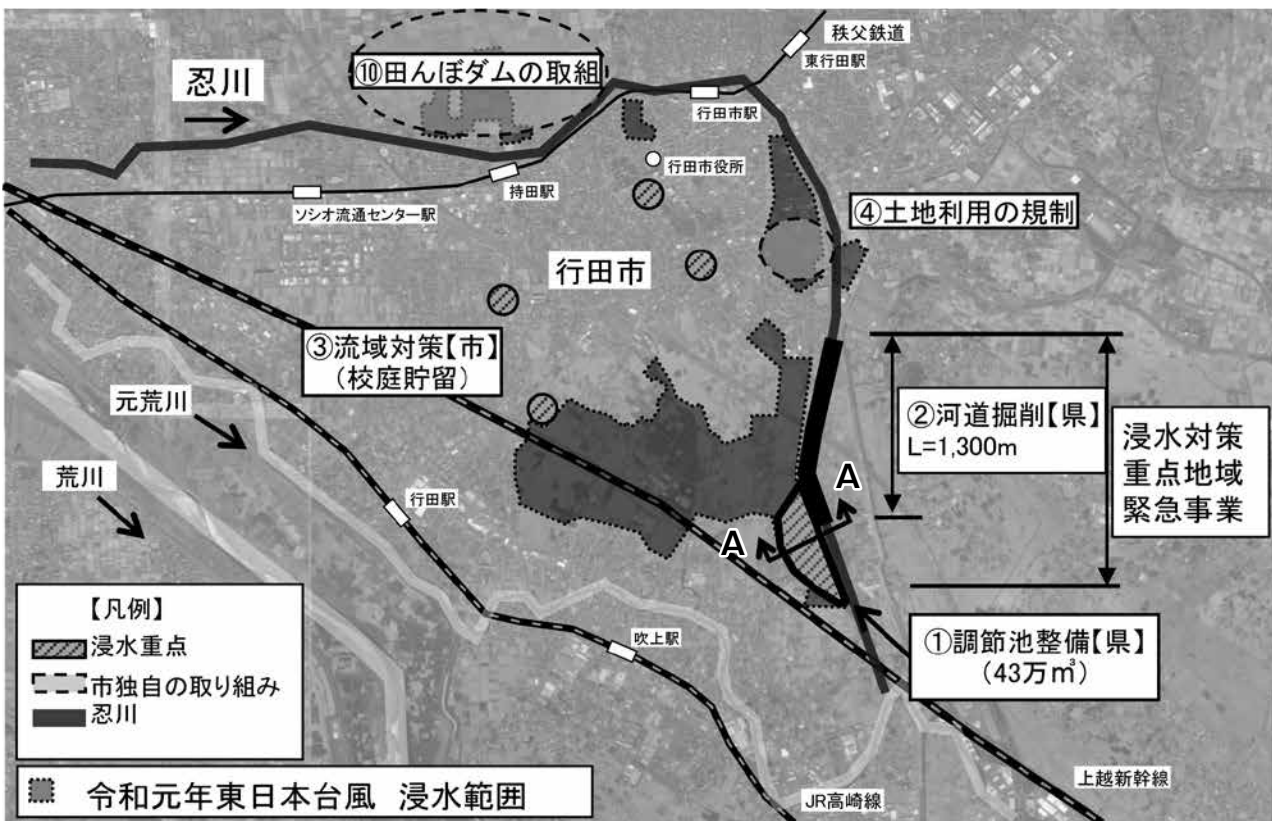 秩父鉄道
東行田駅
⑩田んぼダムの取組
忍川
行田市駅
行田市役所
持田駅
ソシオ流通センター駅
④土地利用の規制
行田市
③流域対策【市】
(校庭貯留)
元荒川
荒川
行田駅
②河道掘削【県】
L=1,300m
浸水対策
重点地域
緊急事業
A
A
【凡例】
浸水重点
市独自の取り組み
忍川
吹上駅
①調節池整備【県】
(43万㎥)
令和元年東日本台風 浸水範囲
JR高崎線
上越新幹線